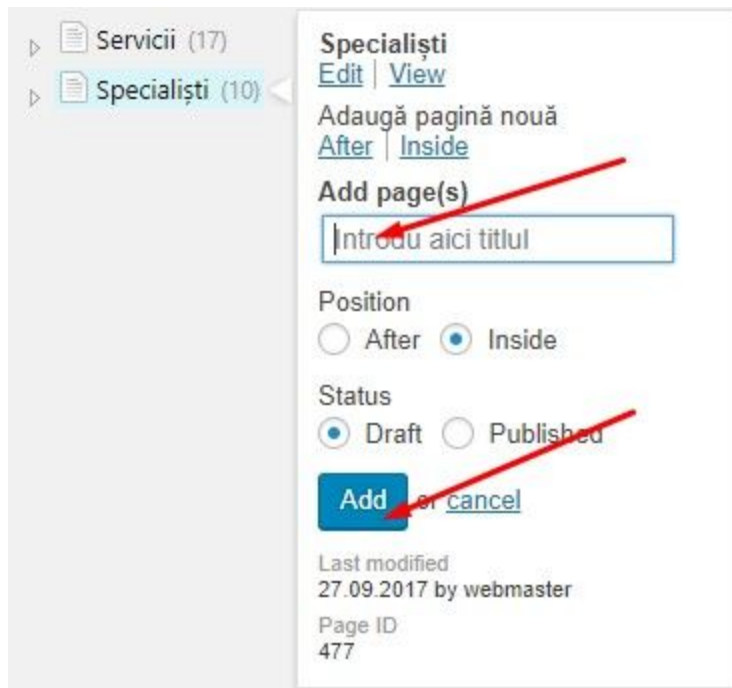 Servicii (17)
Specialiști (10)
Specialiști
Edit | View
Adaugă pagină nouă
After | Inside
Add page(s)
Introdu aici titlul
Position
After Inside
Status
Draft Published
Add or cancel
Last modified
27.09.2017 by webmaster
Page ID
477